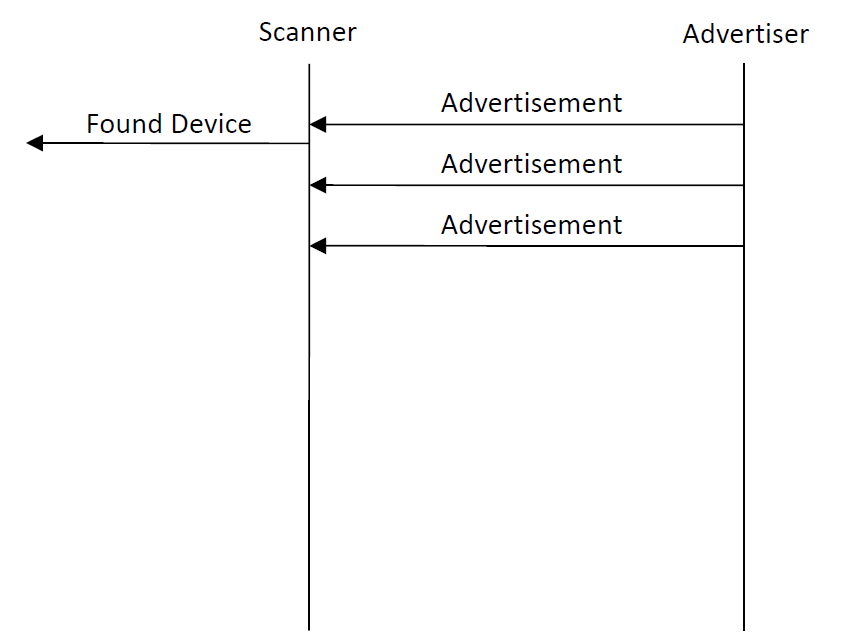 Scanner
Advertiser
Advertisement
Found Device
Advertisement
Advertisement